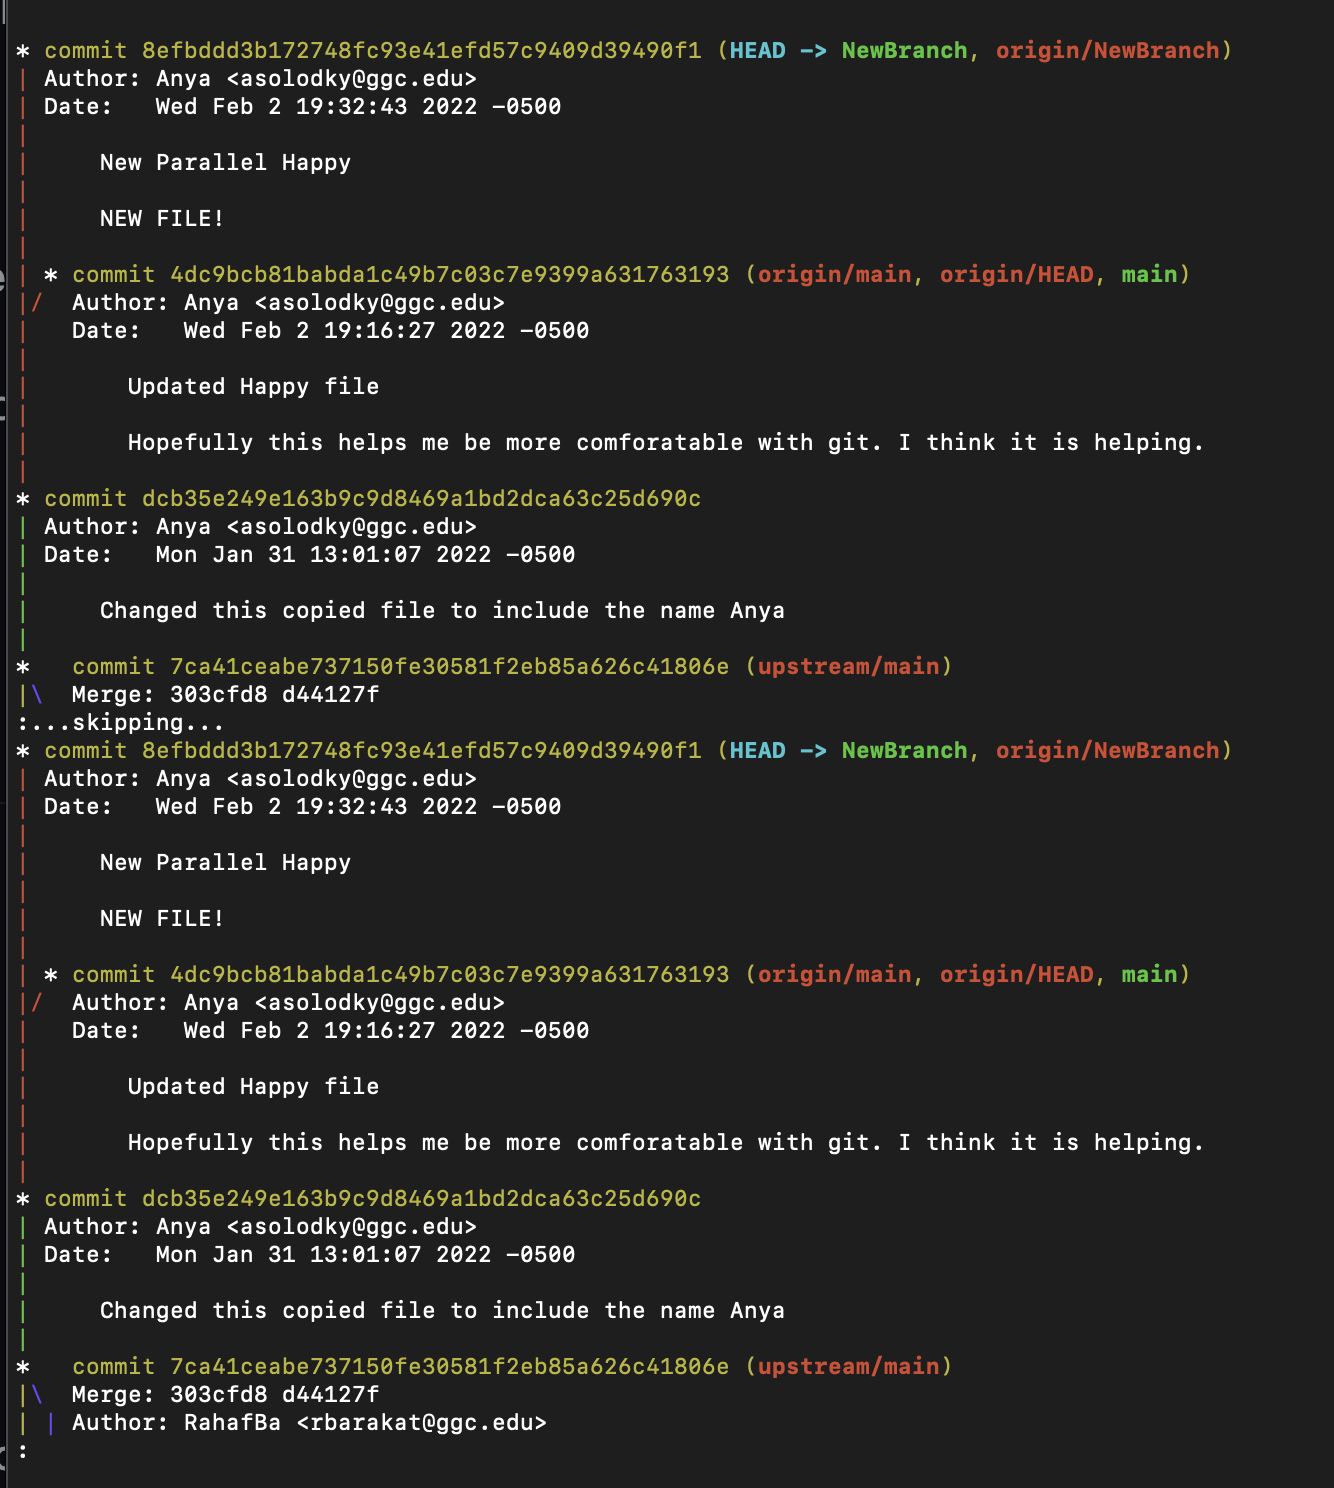 * commit 8efbddd3b172748fc93e41efd57c9409d39490f1 (HEAD -> NewBranch, origin/NewBranch)
| Author: Anya <asolodky@ggc.edu>
| Date:   Wed Feb 2 19:32:43 2022 -0500
|
|     New Parallel Happy
|
|     NEW FILE!
|
| * commit 4dc9bcb81babda1c49b7c03c7e9399a631763193 (origin/main, origin/HEAD, main)
|/  Author: Anya <asolodky@ggc.edu>
|   Date:   Wed Feb 2 19:16:27 2022 -0500
|
|       Updated Happy file
|
|       Hopefully this helps me be more comforatable with git. I think it is helping.
|
* commit dcb35e249e163b9c9d8469a1bd2dca63c25d690c
| Author: Anya <asolodky@ggc.edu>
| Date:   Mon Jan 31 13:01:07 2022 -0500
|
|     Changed this copied file to include the name Anya
|
*   commit 7ca41ceabe737150fe30581f2eb85a626c41806e (upstream/main)
|\  Merge: 303cfd8 d44127f
:...skipping...
* commit 8efbddd3b172748fc93e41efd57c9409d39490f1 (HEAD -> NewBranch, origin/NewBranch)
| Author: Anya <asolodky@ggc.edu>
| Date:   Wed Feb 2 19:32:43 2022 -0500
|
|     New Parallel Happy
|
|     NEW FILE!
|
| * commit 4dc9bcb81babda1c49b7c03c7e9399a631763193 (origin/main, origin/HEAD, main)
|/  Author: Anya <asolodky@ggc.edu>
|   Date:   Wed Feb 2 19:16:27 2022 -0500
|
|       Updated Happy file
|
|       Hopefully this helps me be more comforatable with git. I think it is helping.
|
* commit dcb35e249e163b9c9d8469a1bd2dca63c25d690c
| Author: Anya <asolodky@ggc.edu>
| Date:   Mon Jan 31 13:01:07 2022 -0500
|
|     Changed this copied file to include the name Anya
|
*   commit 7ca41ceabe737150fe30581f2eb85a626c41806e (upstream/main)
|\  Merge: 303cfd8 d44127f
| | Author: RahafBa <rbarakat@ggc.edu>
: